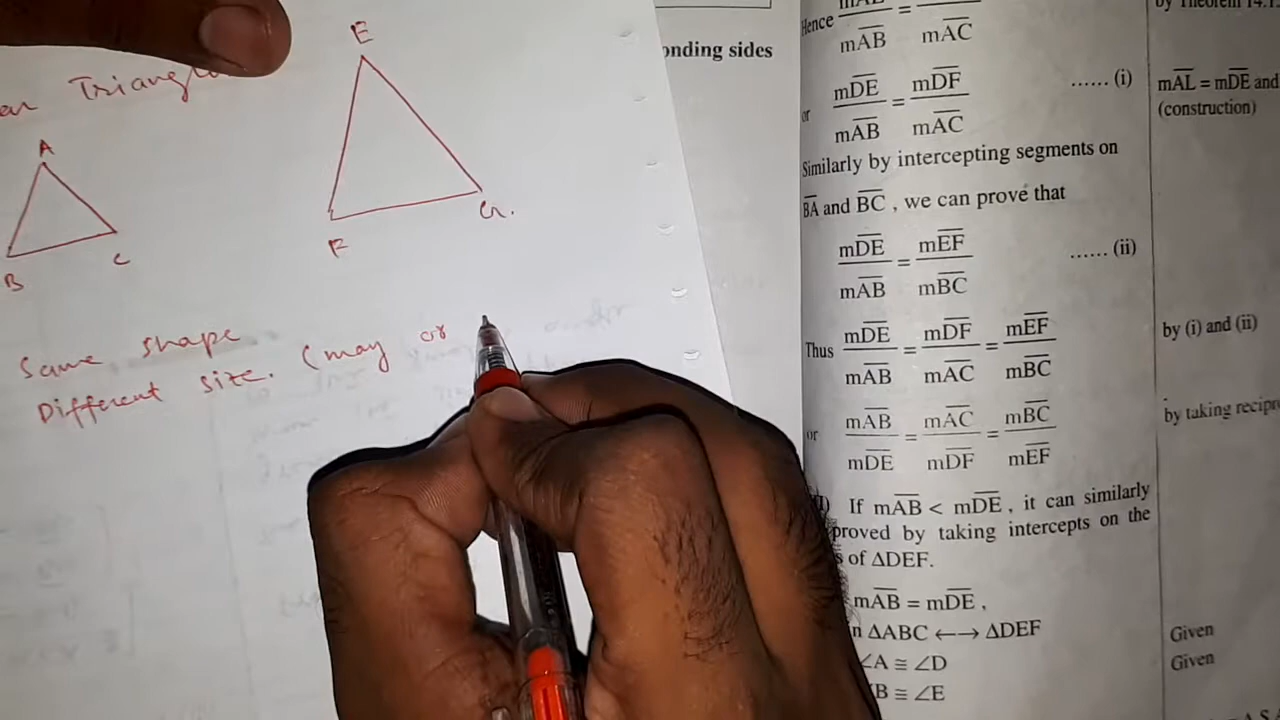 Triangle
A
B
C
E
F
G.
Same shape
Different size. (may or
onding sides
by Theorem
Hence = 
mAB mAC
or mDE/mAB = mDF/mAC ...... (i)
mAL = mDE and
(construction)
Similarly by intercepting segments on
BA and BC , we can prove that
mDE/mAB = mEF/mBC ...... (ii)
Thus mDE/mAB = mDF/mAC = mEF/mBC
by (i) and (ii)
or mAB/mDE = mAC/mDF = mBC/mEF
by taking
If mAB < mDE , it can similarly
proved by taking intercepts on the
of ΔDEF.
mAB = mDE ,
ΔABC ⟷ ΔDEF
Given
∠A ≅ ∠D
Given
B ≅ ∠E